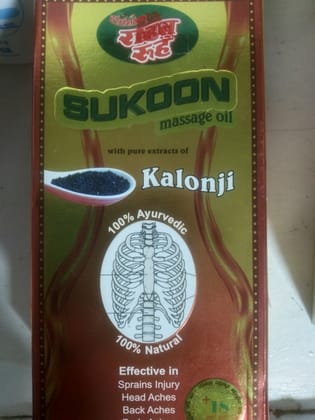 राहत
रूह
SUKOON
massage oil
with pure extracts of
Kalonji
100% Ayurvedic
100% Natural
Effective in
Sprains Injury
Head Aches
Back Aches